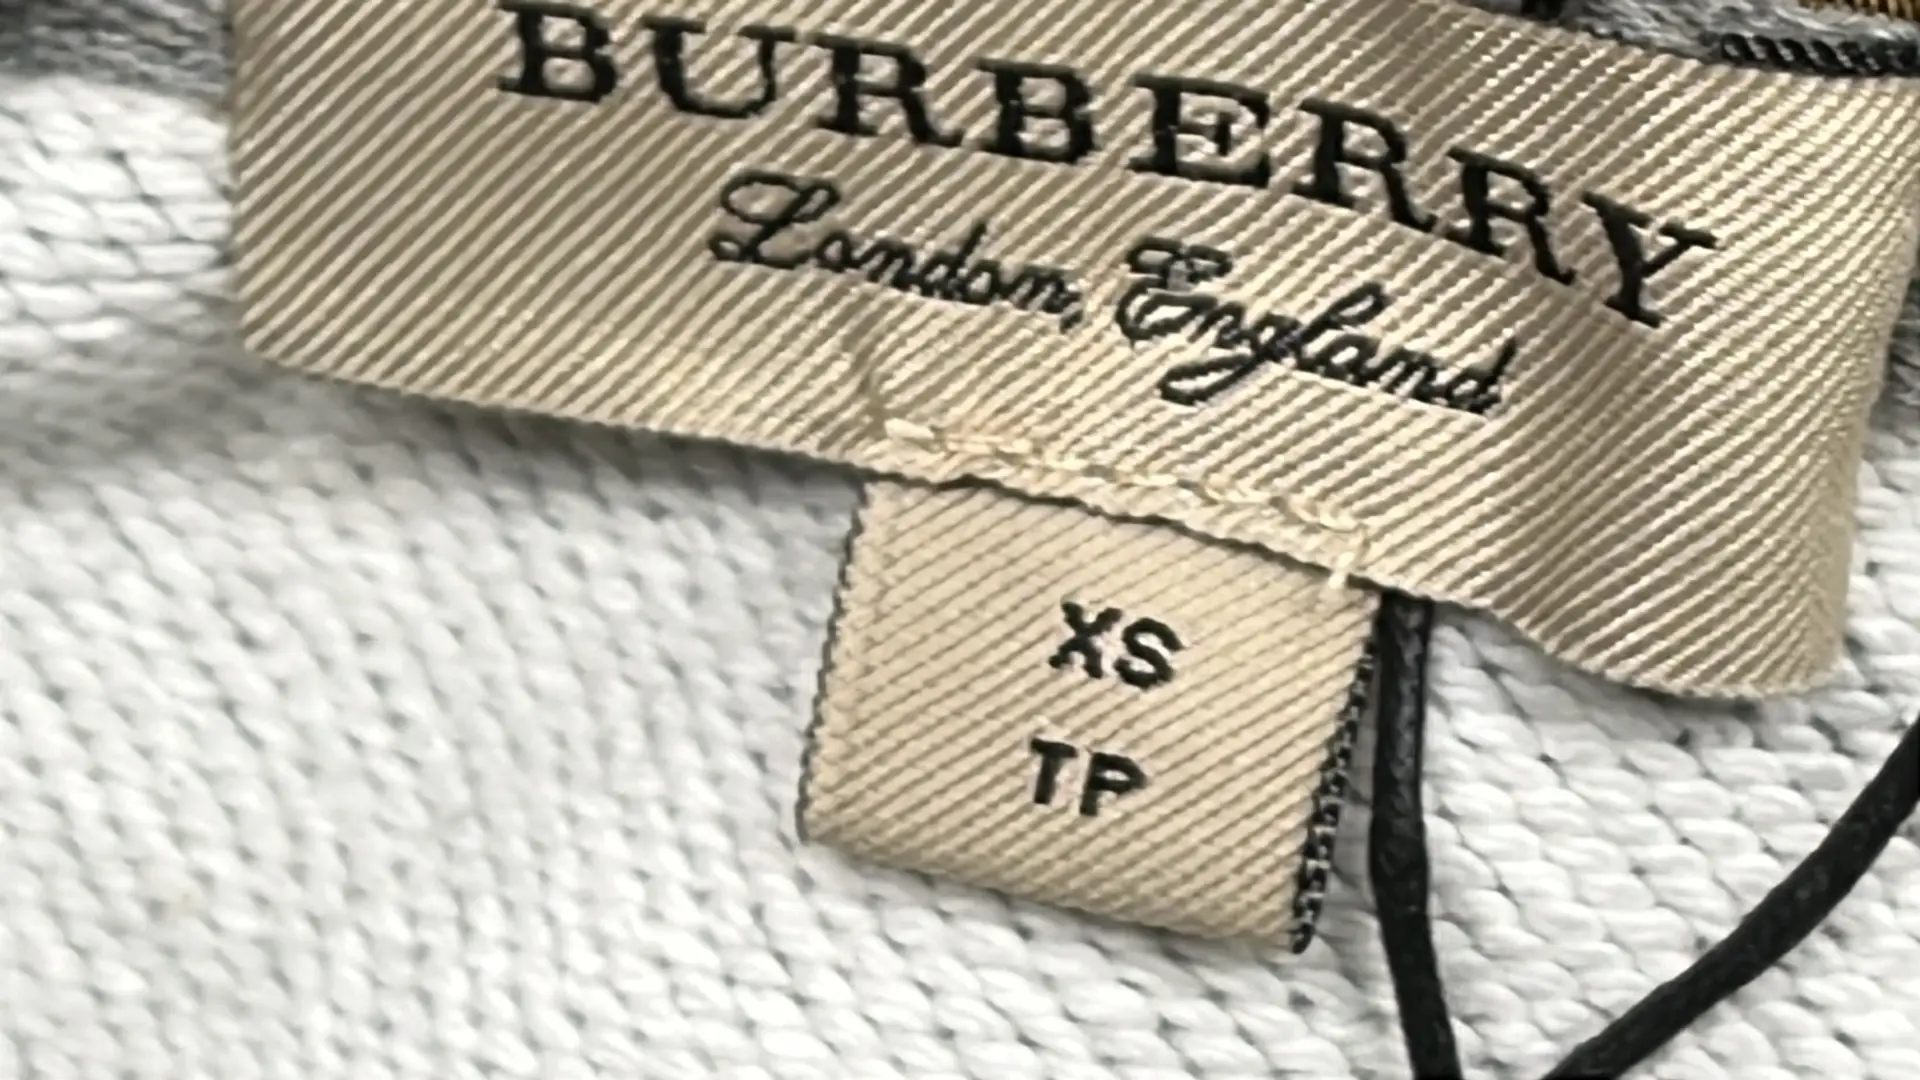 BURBERRY
London, England
XS
TP